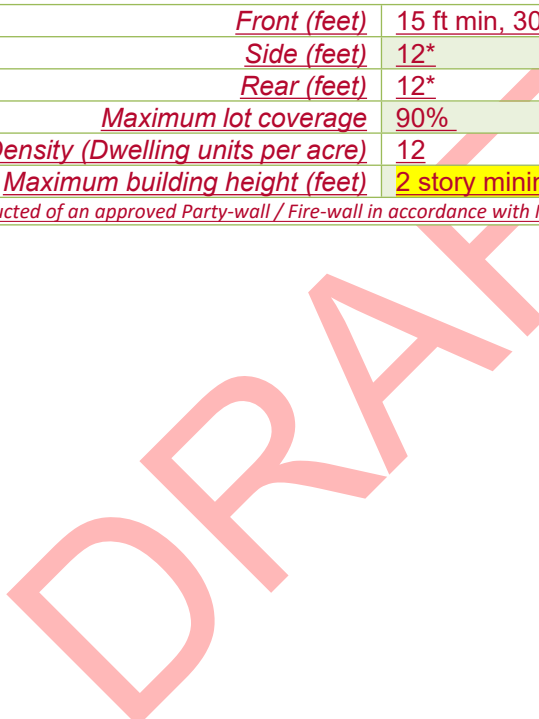 Front (feet) 15 ft min, 30
Side (feet) 12*
Rear (feet) 12*
Maximum lot coverage 90%
Density (Dwelling units per acre) 12
Maximum building height (feet) 2 story
of an approved Party-wall / Fire-wall in accordance with
DRAF